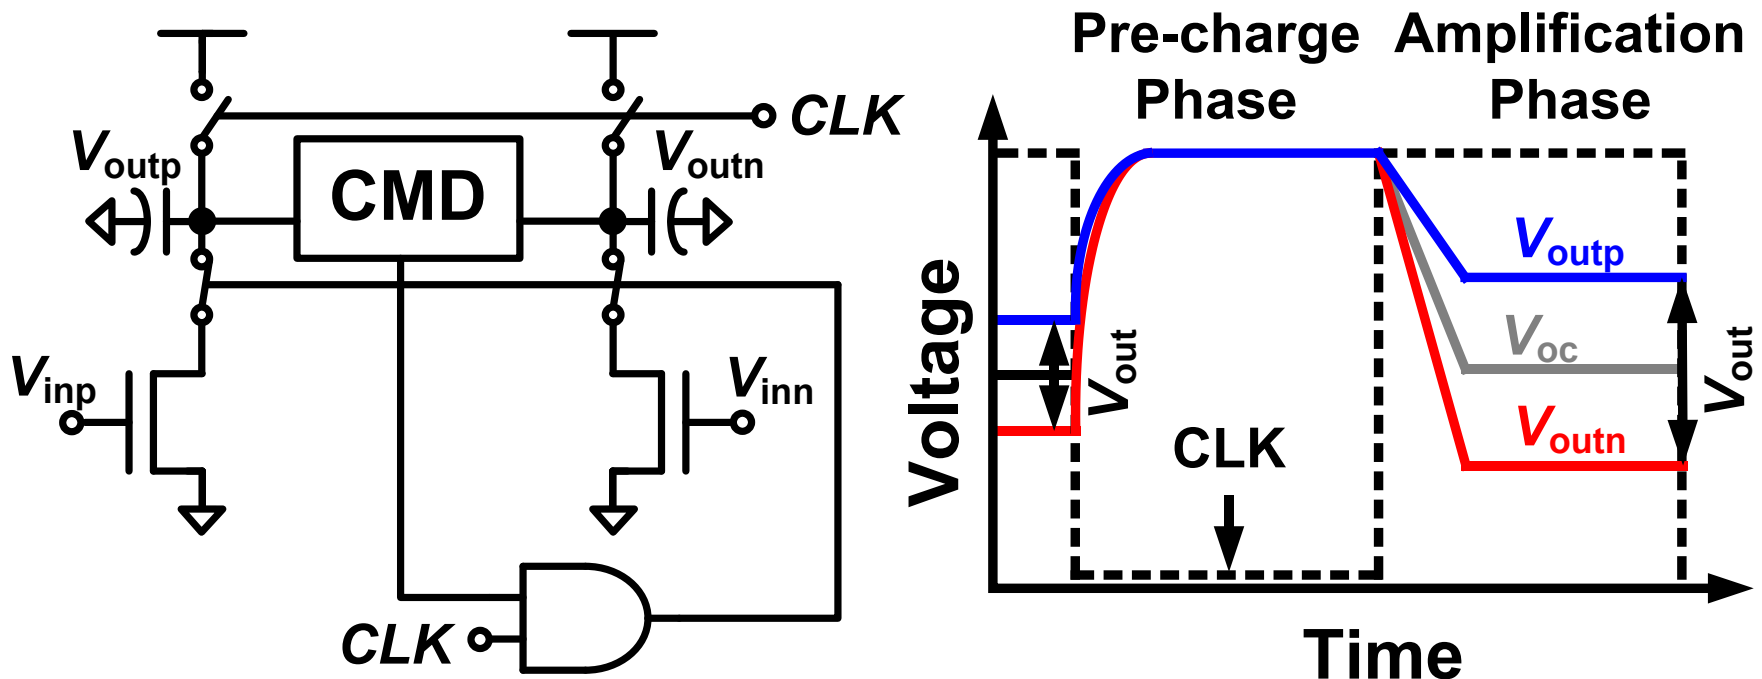 CLK
Voutp
Voutn
CMD
Vinp
Vinn
CLK
Pre-charge
Phase
Amplification
Phase
Voltage
Vout
CLK
Voutp
Voc
Voutn
Vout
Time